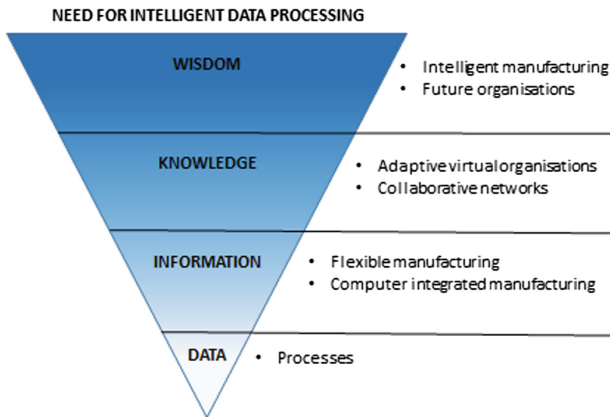 NEED FOR INTELLIGENT DATA PROCESSING
WISDOM
• Intelligent manufacturing
• Future organisations
KNOWLEDGE
• Adaptive virtual organisations
• Collaborative networks
INFORMATION
• Flexible manufacturing
• Computer integrated manufacturing
DATA
• Processes